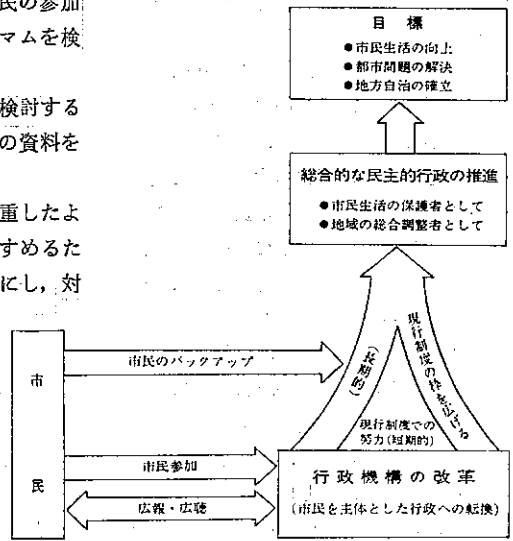 民の参加
マムを検
検討する
の資料を
重したよ
すめるた
にし，対
目標
●市民生活の向上
●都市問題の解決
●地方自治の確立
総合的な民主的行政の推進
●市民生活の保護者として
●地域の総合調整者として
現行制度の枠を広げる
（長期的）
現行制度での
努力（短期的）
市民のバックアップ
市民
市民参加
広報・広聴
行政機構の改革
（市民を主体とした行政への転換）